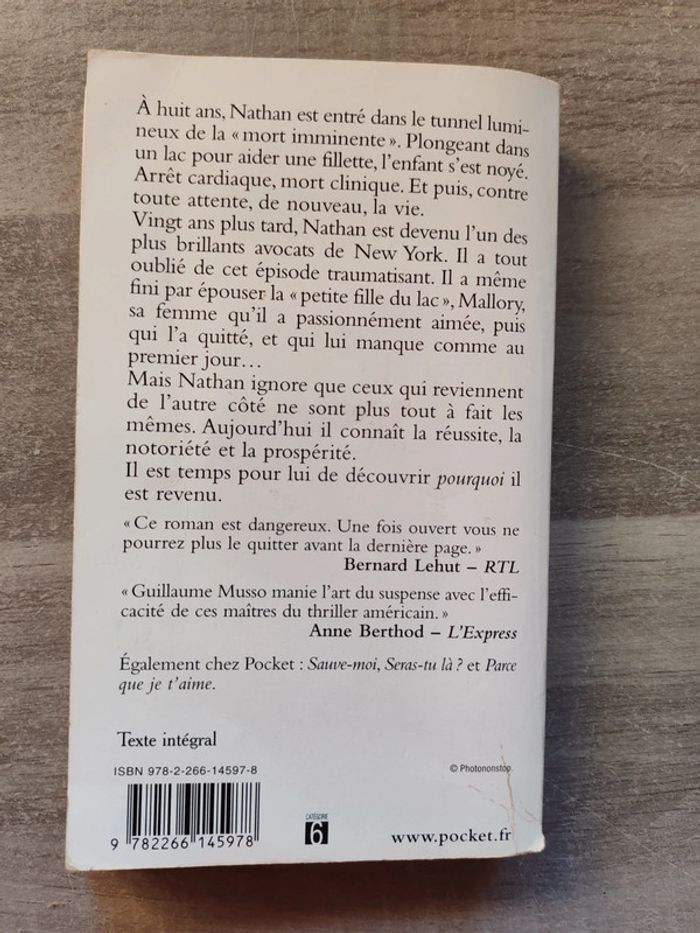 À huit ans, Nathan est entré dans le tunnel lumi-
neux de la « mort imminente ». Plongeant dans
un lac pour aider une fillette, l'enfant s'est noyé.
Arrêt cardiaque, mort clinique. Et puis, contre
toute attente, de nouveau, la vie.
Vingt ans plus tard, Nathan est devenu l'un des
plus brillants avocats de New York. Il a tout
oublié de cet épisode traumatisant. Il a même
fini par épouser la « petite fille du lac », Mallory,
sa femme qu'il a passionnément aimée, puis
qui l'a quitté, et qui lui manque comme au
premier jour…
Mais Nathan ignore que ceux qui reviennent
de l'autre côté ne sont plus tout à fait les
mêmes. Aujourd'hui il connaît la réussite, la
notoriété et la prospérité.
Il est temps pour lui de découvrir pourquoi il
est revenu.
« Ce roman est dangereux. Une fois ouvert vous ne
pourrez plus le quitter avant la dernière page. »
Bernard Lehut – RTL
« Guillaume Musso manie l'art du suspense avec l'effi-
cacité de ces maîtres du thriller américain. »
Anne Berthod – L'Express
Également chez Pocket : Sauve-moi, Seras-tu là ? et Parce
que je t'aime.
Texte intégral
ISBN 978-2-266-14597-8
© Photononstop
9 782266 145978
CATÉGORIE
6
www.pocket.fr